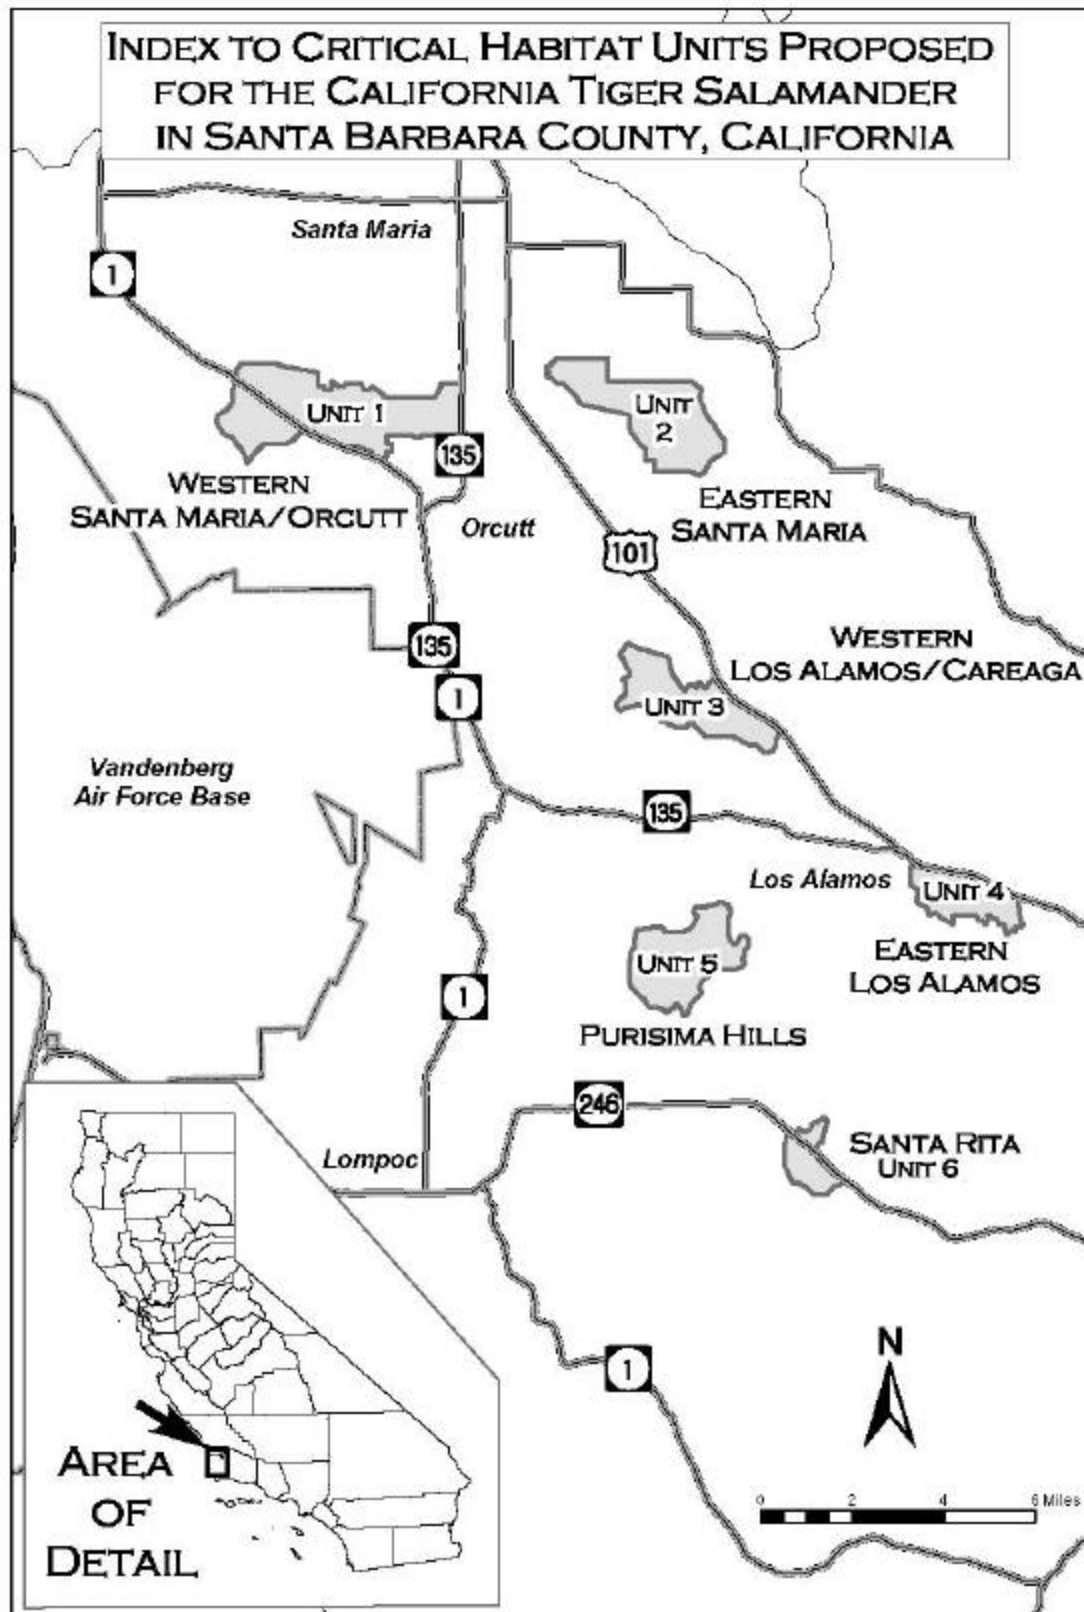 INDEX TO CRITICAL HABITAT UNITS PROPOSED
FOR THE CALIFORNIA TIGER SALAMANDER
IN SANTA BARBARA COUNTY, CALIFORNIA
Santa Maria
1
UNIT 1
UNIT
2
135
WESTERN
SANTA MARIA/ORCUTT
EASTERN
SANTA MARIA
Orcutt
101
135
WESTERN
LOS ALAMOS/CAREAGA
1
UNIT 3
Vandenberg
Air Force Base
135
Los Alamos
UNIT 4
EASTERN
LOS ALAMOS
UNIT 5
1
PURISIMA HILLS
246
Lompoc
SANTA RITA
UNIT 6
N
1
AREA
OF
DETAIL
0 2 4 6 Miles